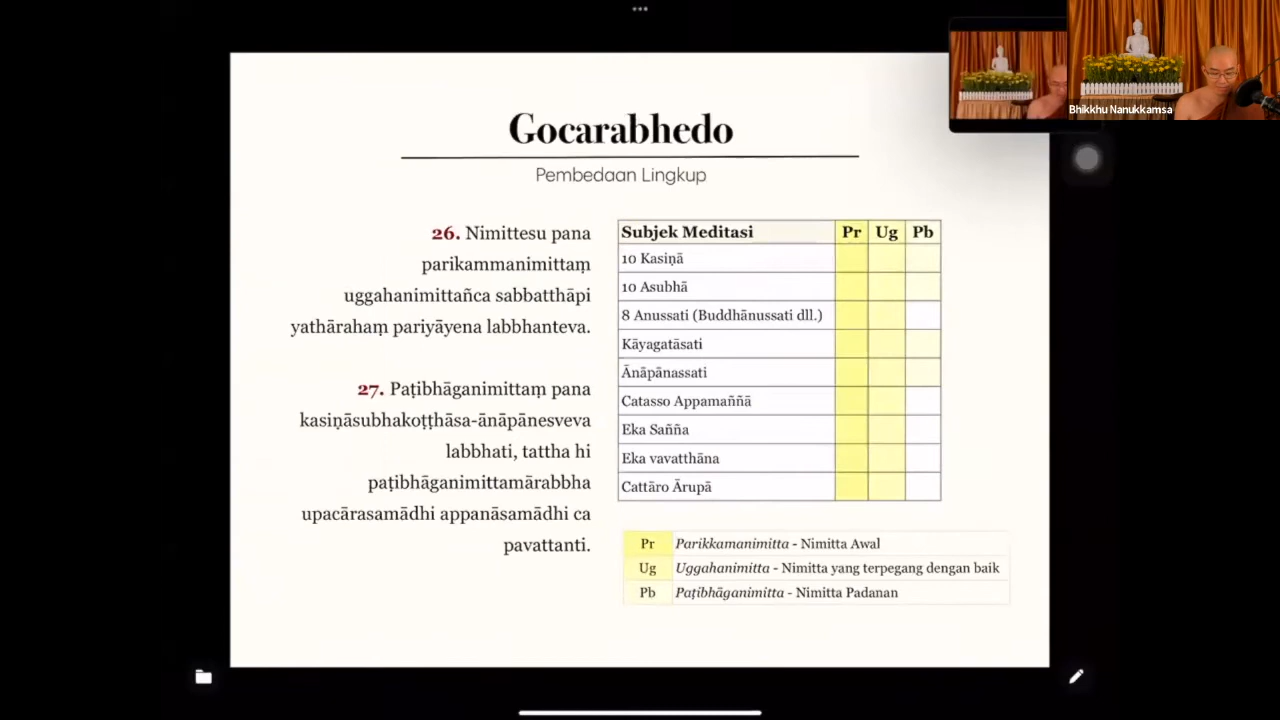 Gocarabhedo
Pembedaan Lingkup
Bhikkhu Nanukkamsa
26. Nimittesu pana
parikammanimittaṃ
uggahanimittañca sabbatthāpi
yathārahaṃ pariyāyena labbhanteva.
27. Paṭibhāganimittaṃ pana
kasiṇāsubhakoṭṭhāsa-ānāpānesveva
labbhati, tattha hi
paṭibhāganimittamārabbha
upacārasamādhi appanāsamādhi ca
pavattanti.
Subjek Meditasi Pr Ug Pb
10 Kasiṇā
10 Asubhā
8 Anussati (Buddhānussati dll.)
Kāyagatāsati
Ānāpānassati
Catasso Appamaññā
Eka Sañña
Eka vavatthāna
Cattāro Ārupā
Pr Parikkamanimitta - Nimitta Awal
Ug Uggahanimitta - Nimitta yang terpegang dengan baik
Pb Paṭibhāganimitta - Nimitta Padanan